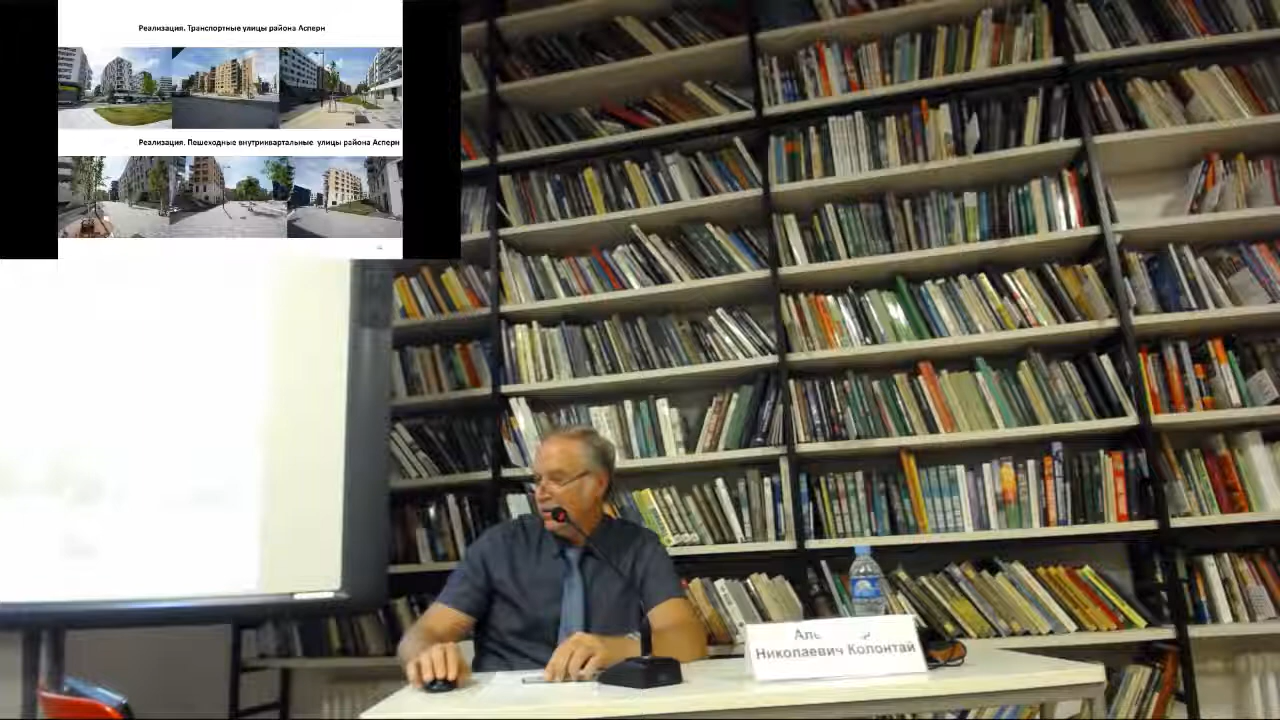 Реализация. Транспортные улицы района Асперн
Реализация. Пешеходные внутриквартальные улицы района Асперн
Николаевич Колонтай